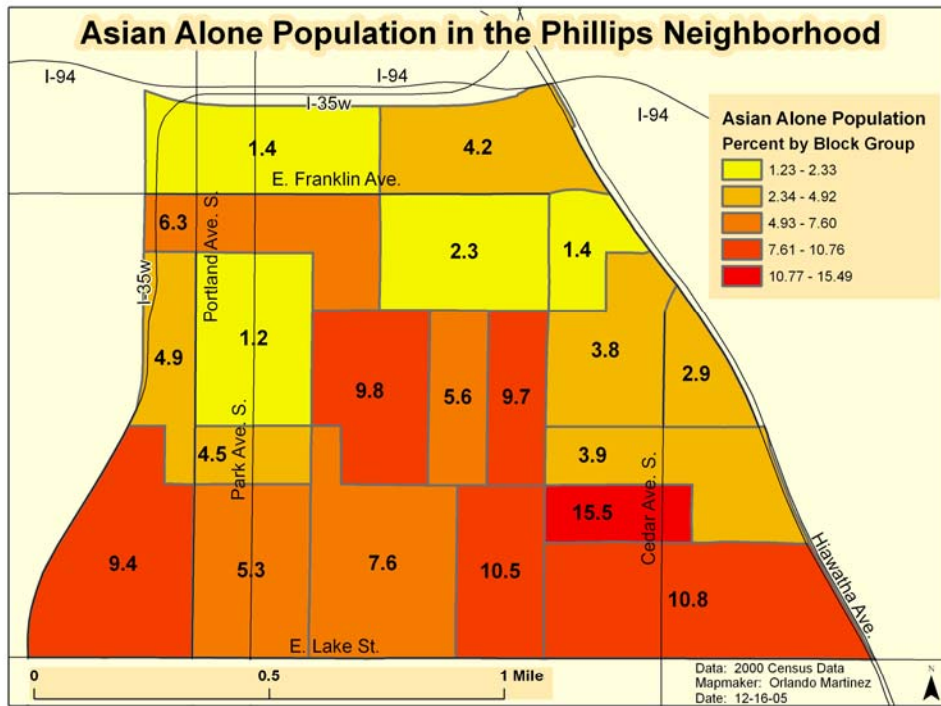 Asian Alone Population in the Phillips Neighborhood
I-94
I-94
I-94
I-35w
Asian Alone Population
Percent by Block Group
1.23 - 2.33
2.34 - 4.92
4.93 - 7.60
7.61 - 10.76
10.77 - 15.49
1.4
4.2
E. Franklin Ave.
6.3
Portland Ave. S.
2.3
1.4
I-35w
1.2
4.9
9.8
5.6
9.7
3.8
2.9
Park Ave. S.
4.5
3.9
Cedar Ave. S.
15.5
9.4
5.3
7.6
10.5
10.8
Hiawatha Ave.
E. Lake St.
0
0.5
1 Mile
Data: 2000 Census Data
Mapmaker: Orlando Martinez
Date: 12-16-05
N